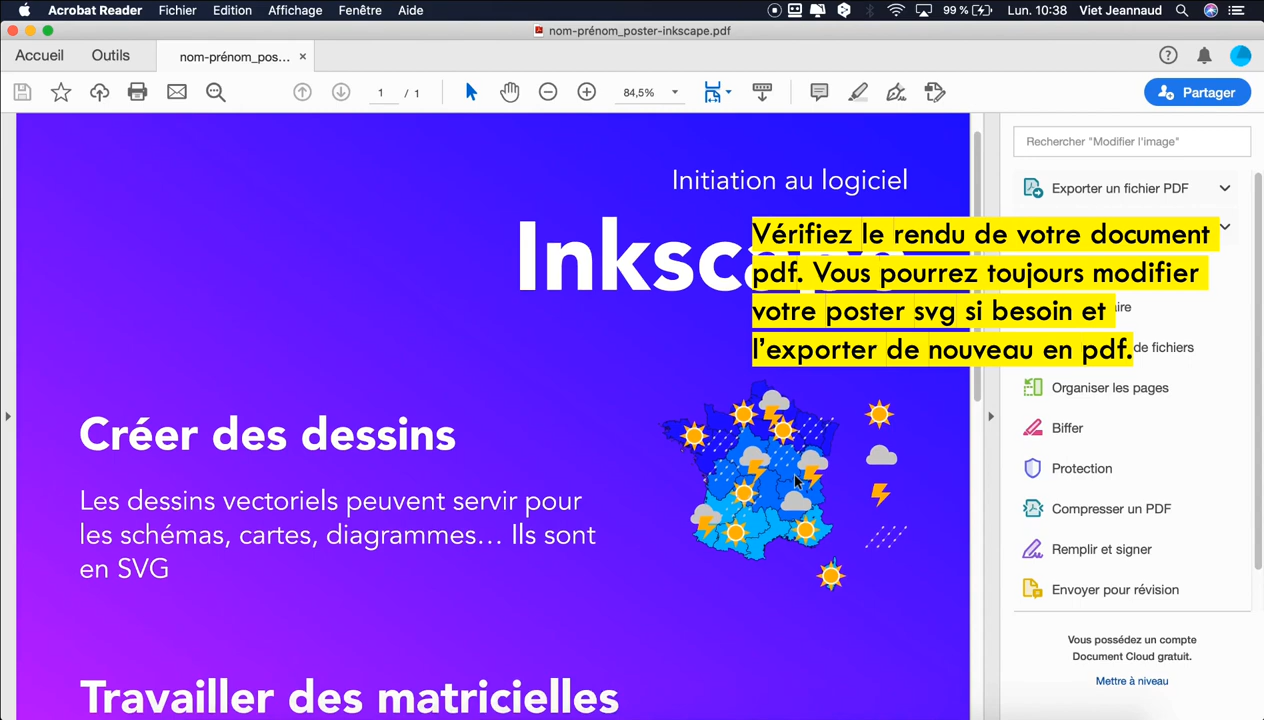 Acrobat Reader Fichier Edition Affichage Fenêtre Aide 99 % Lun. 10:38 Viet Jeannaud
nom-prénom_poster-inkscape.pdf
Accueil Outils nom-prénom_pos... ×
1 / 1 84,5% Partager
Rechercher "Modifier l'image"
Initiation au logiciel
Exporter un fichier PDF
Inksc
Vérifiez le rendu de votre document
pdf. Vous pourrez toujours modifier
votre poster svg si besoin et
l’exporter de nouveau en pdf.
de fichiers
Organiser les pages
Créer des dessins
Biffer
Protection
Les dessins vectoriels peuvent servir pour
les schémas, cartes, diagrammes... Ils sont
en SVG
Compresser un PDF
Remplir et signer
Envoyer pour révision
Vous possédez un compte
Document Cloud gratuit.
Mettre à niveau
Travailler des matricielles